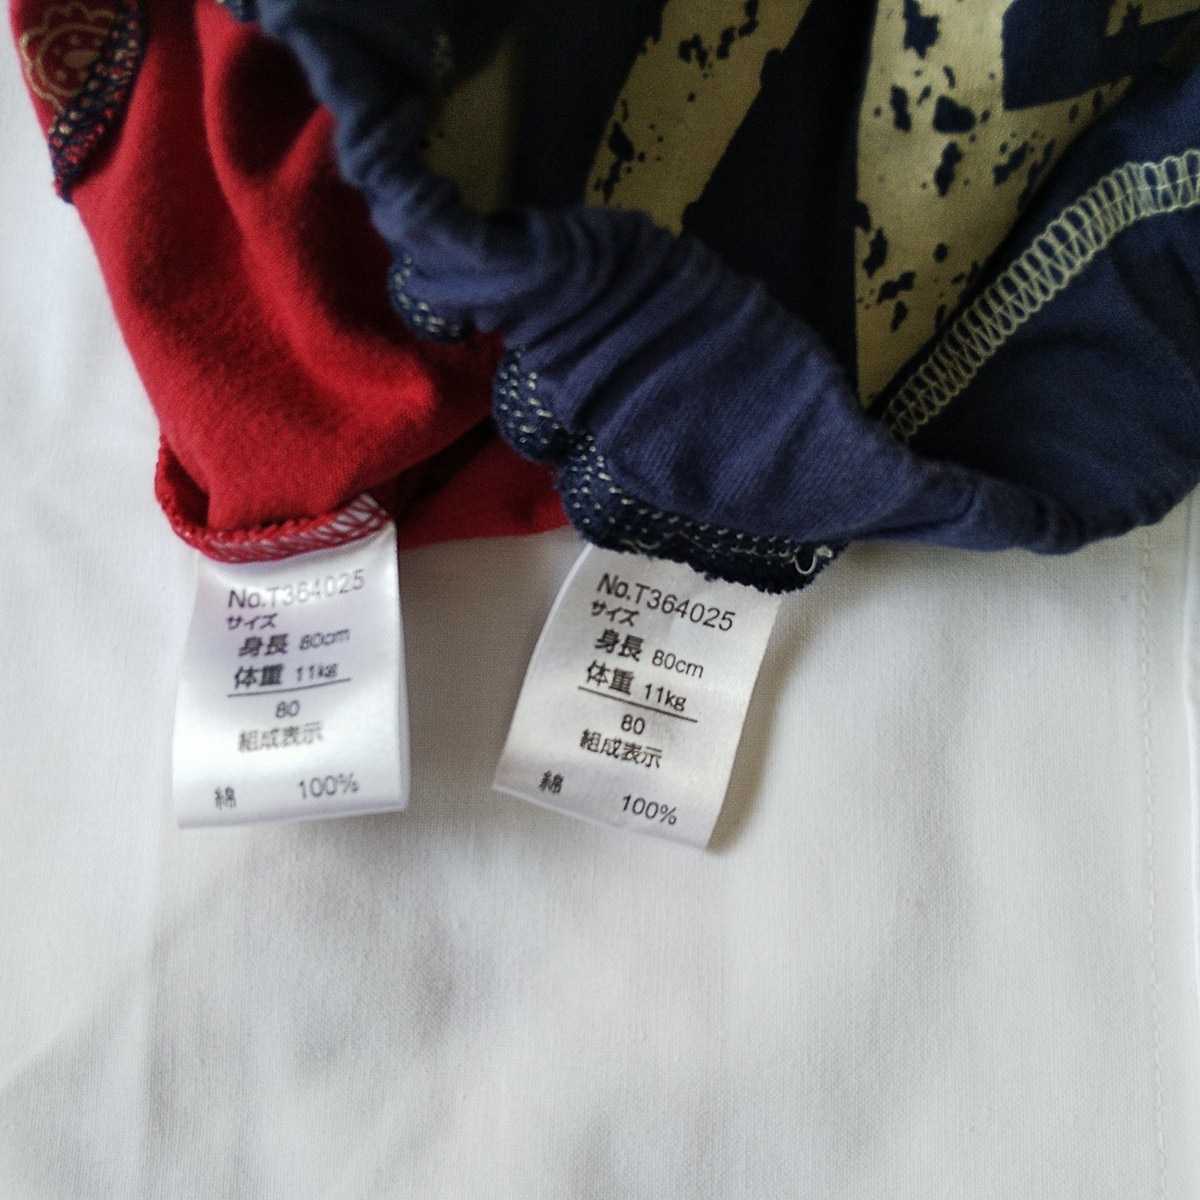 No.T364025
サイズ
身長 80cm
体重 11kg
80
組成表示
綿 100%
No.T364025
サイズ
身長 80cm
体重 11kg
80
組成表示
綿 100%